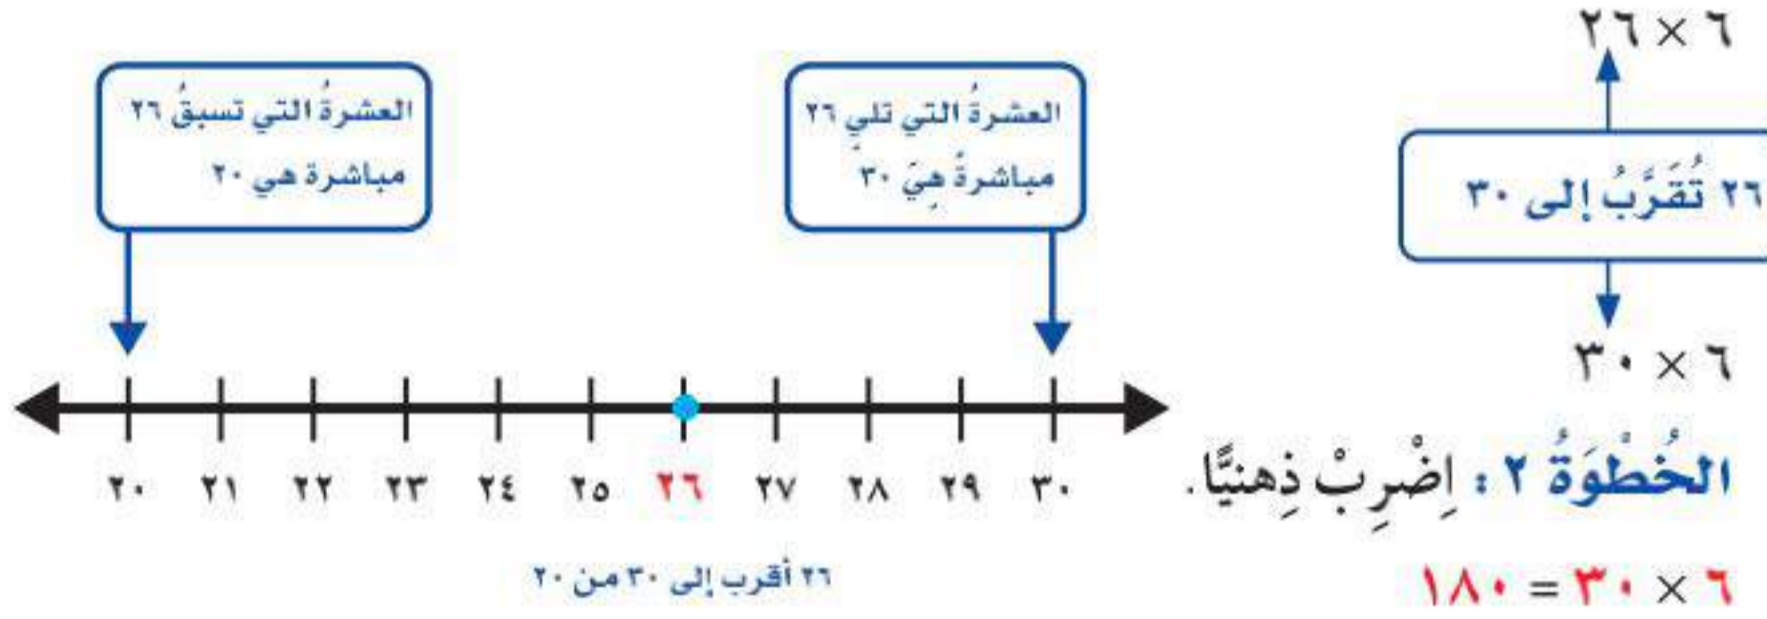 ٦ × ٢٦
٢٦ تُقَرَّبُ إلى ٣٠
٦ × ٣٠
الخُطْوَةُ ٢ : اِضْرِبْ ذِهنيًّا.
٦ × ٣٠ = ١٨٠
العشرةُ التي تليِ ٢٦
مباشرةً هِيَ ٣٠
العشرةُ التي تسبقُ ٢٦
مباشرة هي ٢٠
٢٠ ٢١ ٢٢ ٢٣ ٢٤ ٢٥ ٢٦ ٢٧ ٢٨ ٢٩ ٣٠
٢٦ أقرب إلى ٣٠ من ٢٠